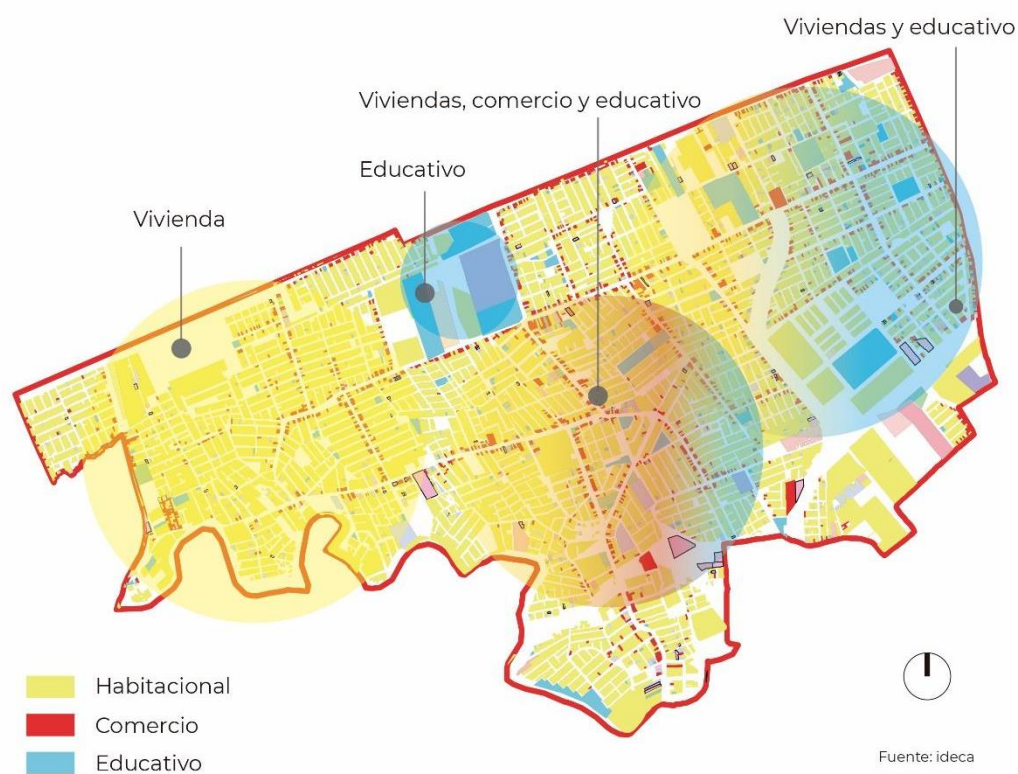 Viviendas y educativo
Viviendas, comercio y educativo
Educativo
Vivienda
Habitacional
Comercio
Educativo
Fuente: ideca